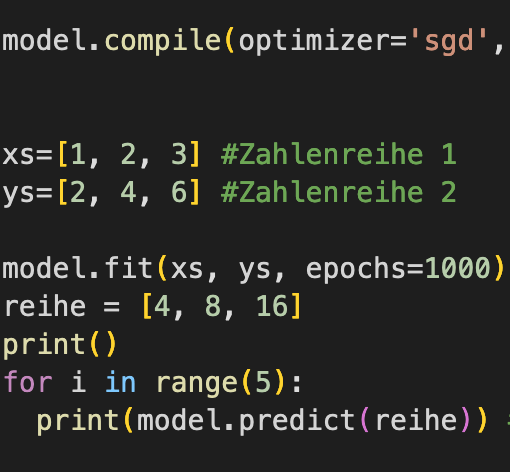 model.compile(optimizer='sgd',
xs=[1, 2, 3] #Zahlenreihe 1
ys=[2, 4, 6] #Zahlenreihe 2
model.fit(xs, ys, epochs=1000)
reihe = [4, 8, 16]
print()
for i in range(5):
  print(model.predict(reihe))